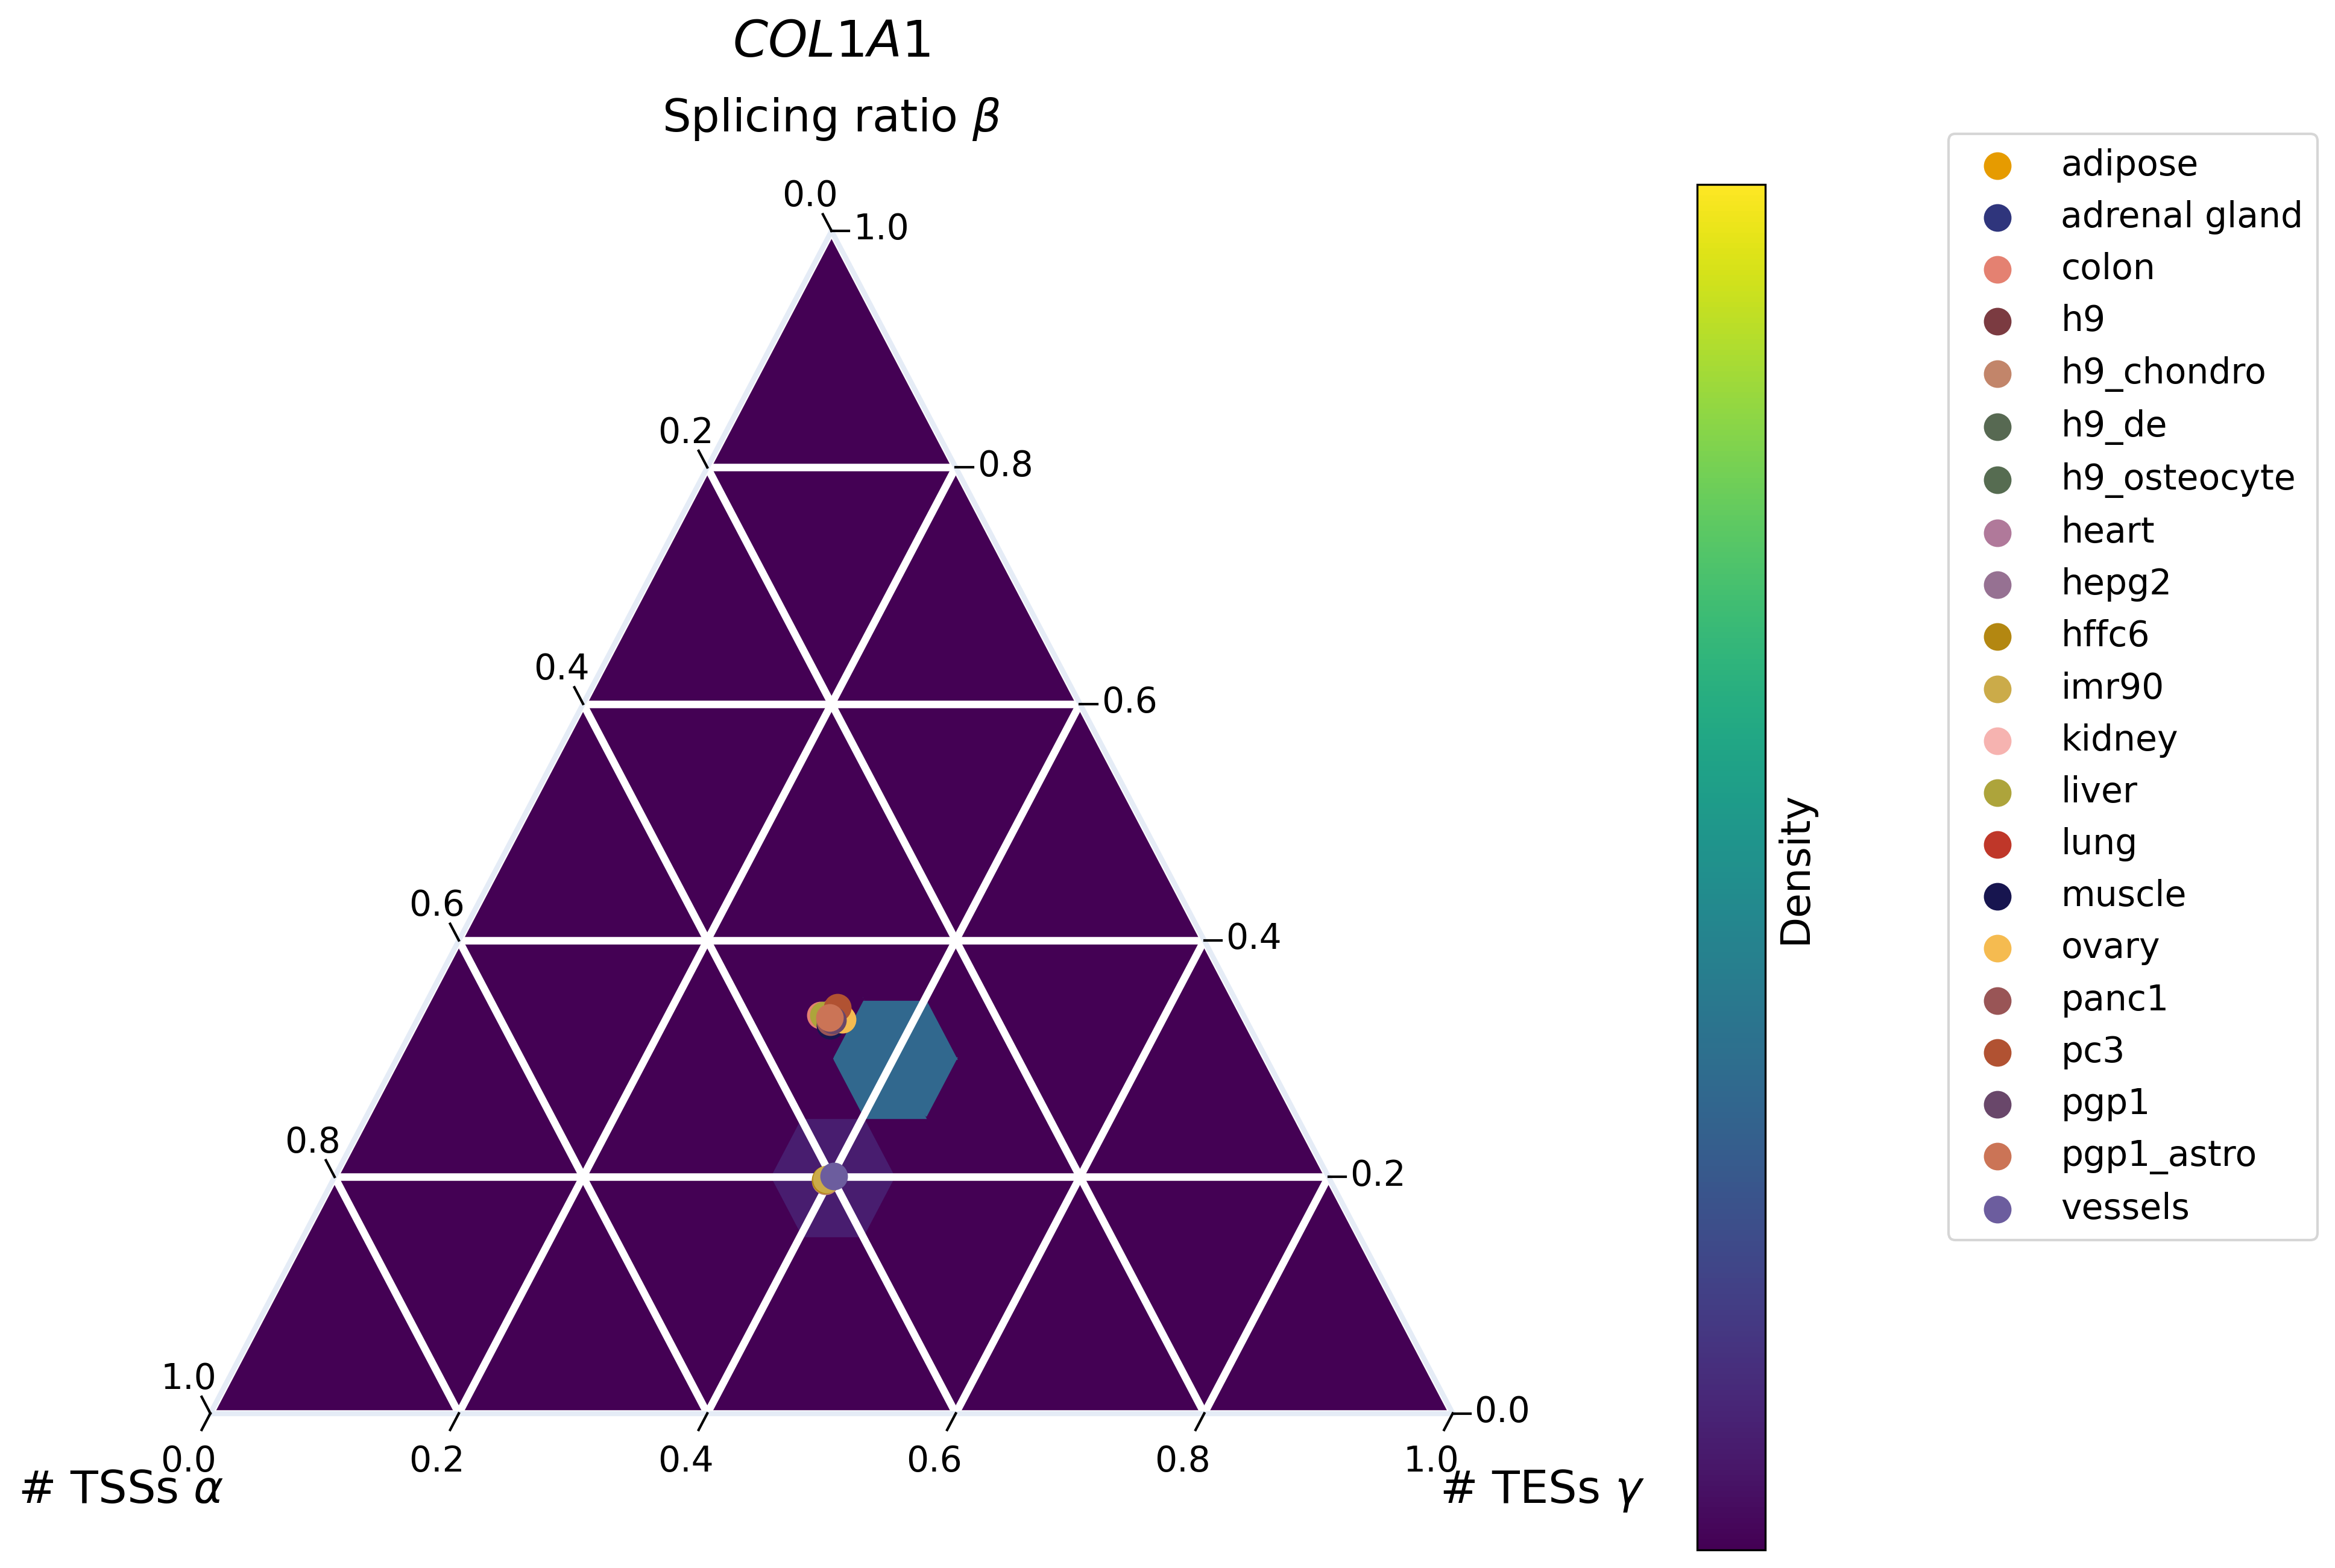 COL1A1
Splicing ratio β
0.0
1.0
0.2
0.8
0.4
0.6
0.6
0.4
0.8
0.2
1.0
0.0
0.0 0.2 0.4 0.6 0.8 1.0
# TSSs α
# TESs γ
Density
adipose
adrenal gland
colon
h9
h9_chondro
h9_de
h9_osteocyte
heart
hepg2
hffc6
imr90
kidney
liver
lung
muscle
ovary
panc1
pc3
pgp1
pgp1_astro
vessels